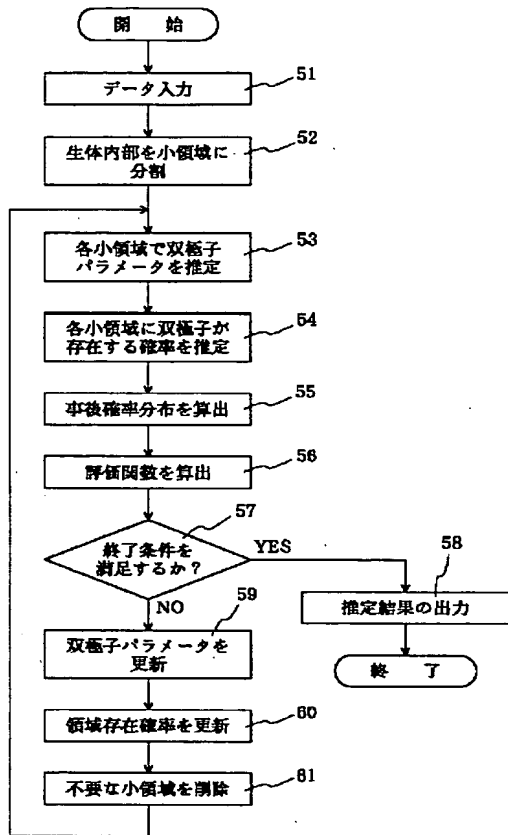 開 始
データ入力
51
生体内部を小領域に
分割
52
各小領域で双極子
パラメータを推定
53
各小領域に双極子が
存在する確率を推定
54
事後確率分布を算出
55
評価関数を算出
56
終了条件を
満足するか?
57
YES
NO
58
推定結果の出力
終 了
59
双極子パラメータを
更新
領域存在確率を更新
60
不要な小領域を削除
61